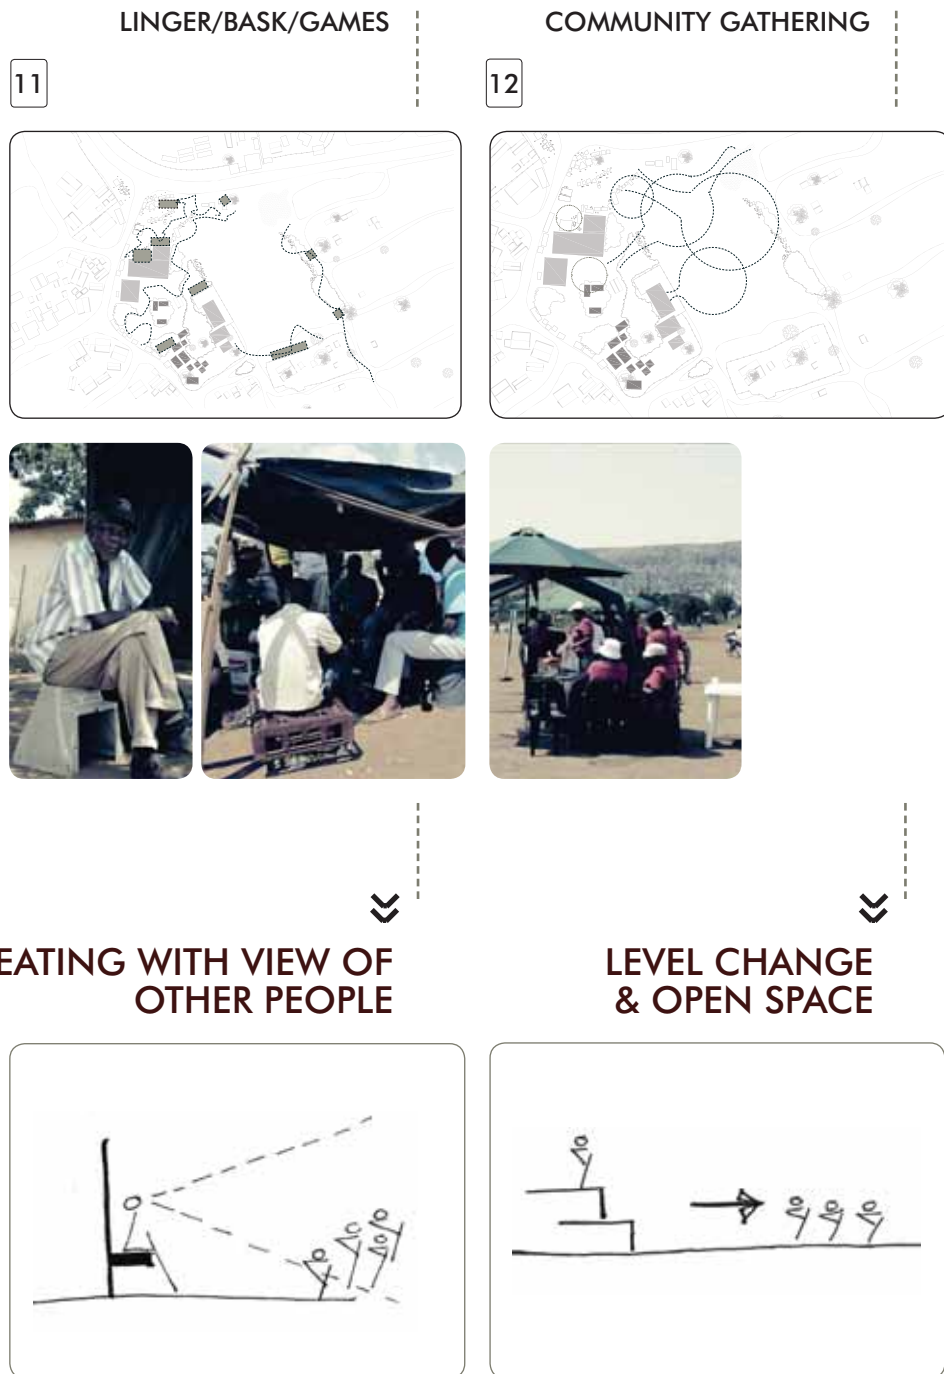 LINGER/BASK/GAMES
COMMUNITY GATHERING
11
12
EATING WITH VIEW OF
OTHER PEOPLE
LEVEL CHANGE
& OPEN SPACE